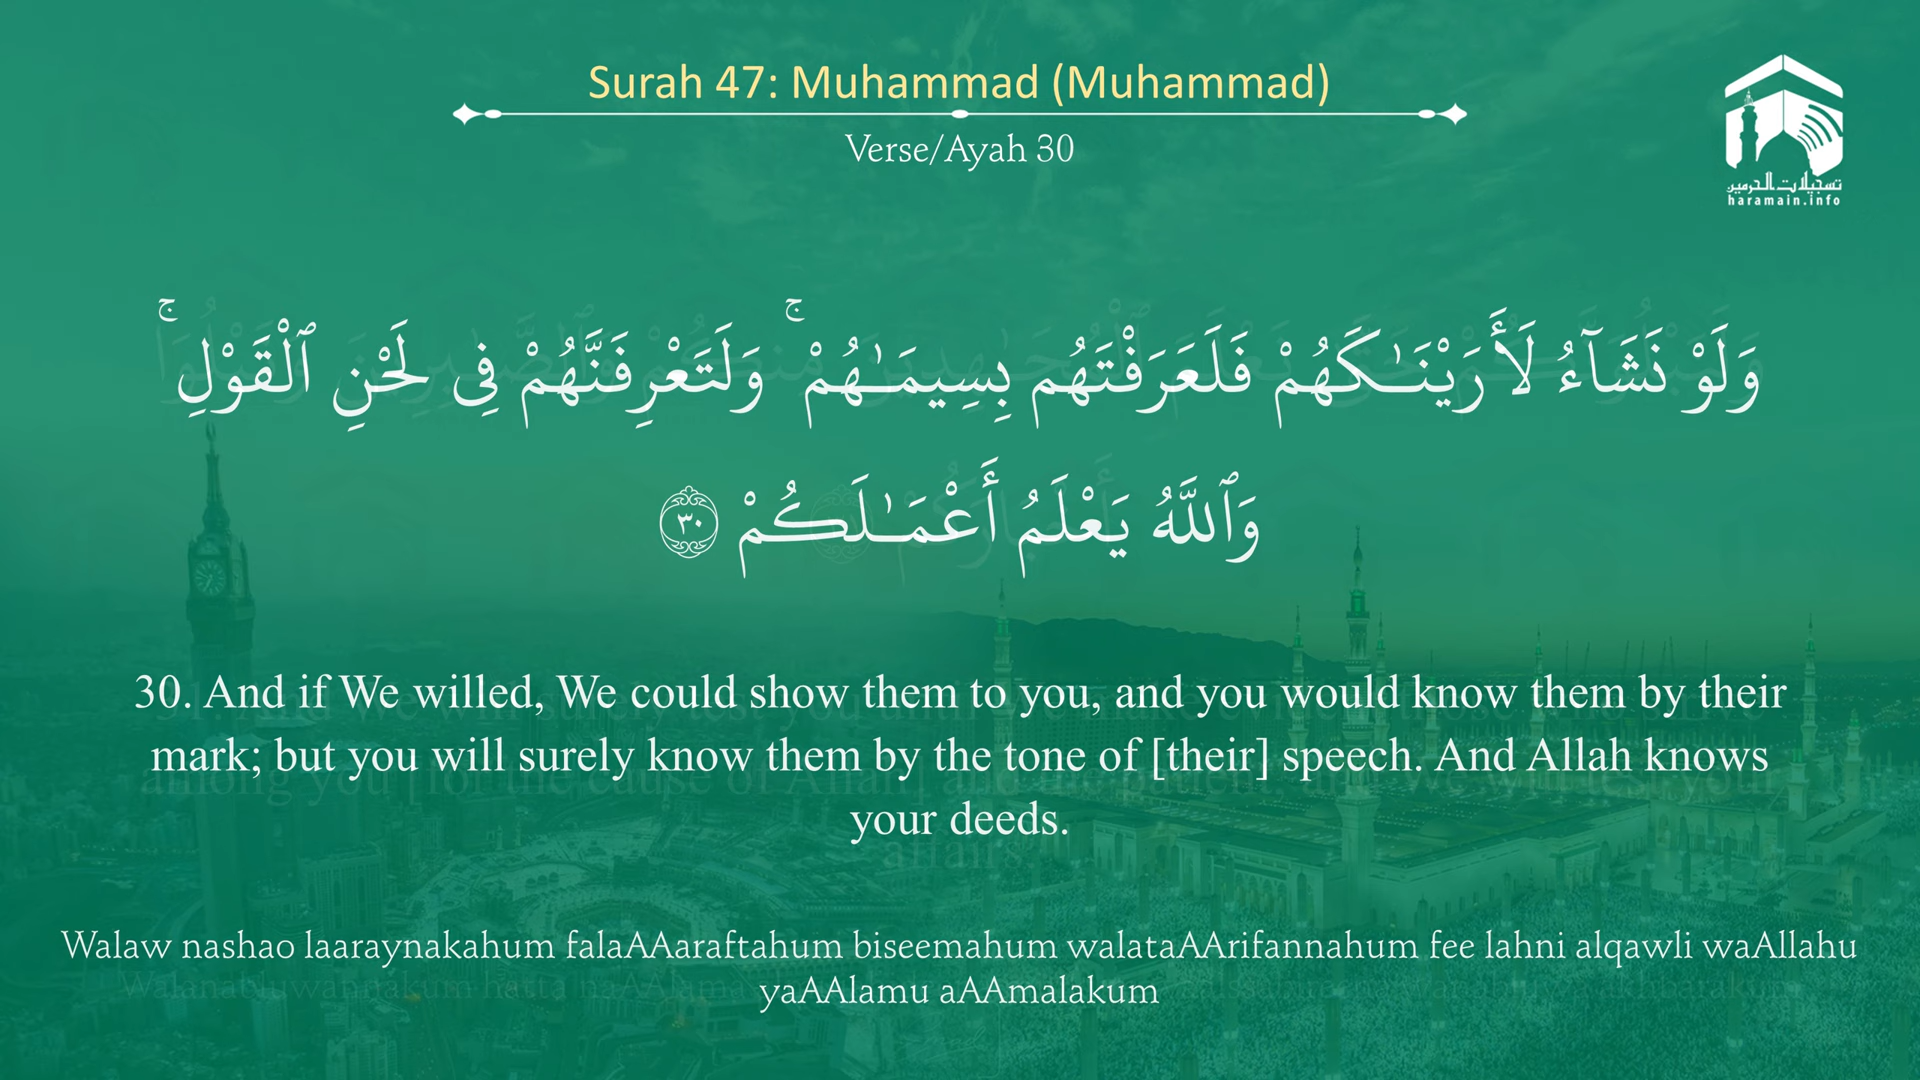 Surah 47: Muhammad (Muhammad)
Verse/Ayah 30
تسجيلات الحرمين
haramain.info
وَلَوْ نَشَآءُ لَأَرَيْنَـٰكَهُمْ فَلَعَرَفْتَهُم بِسِيمَـٰهُمْ ۚ وَلَتَعْرِفَنَّهُمْ فِى لَحْنِ ٱلْقَوْلِ ۚ
وَٱللَّهُ يَعْلَمُ أَعْمَـٰلَكُمْ ٣٠
30. And if We willed, We could show them to you, and you would know them by their
mark; but you will surely know them by the tone of [their] speech. And Allah knows
your deeds.
Walaw nashao laaraynakahum falaAAaraftahum biseemahum walataAArifannahum fee lahni alqawli waAllahu
yaAAlamu aAAmalakum